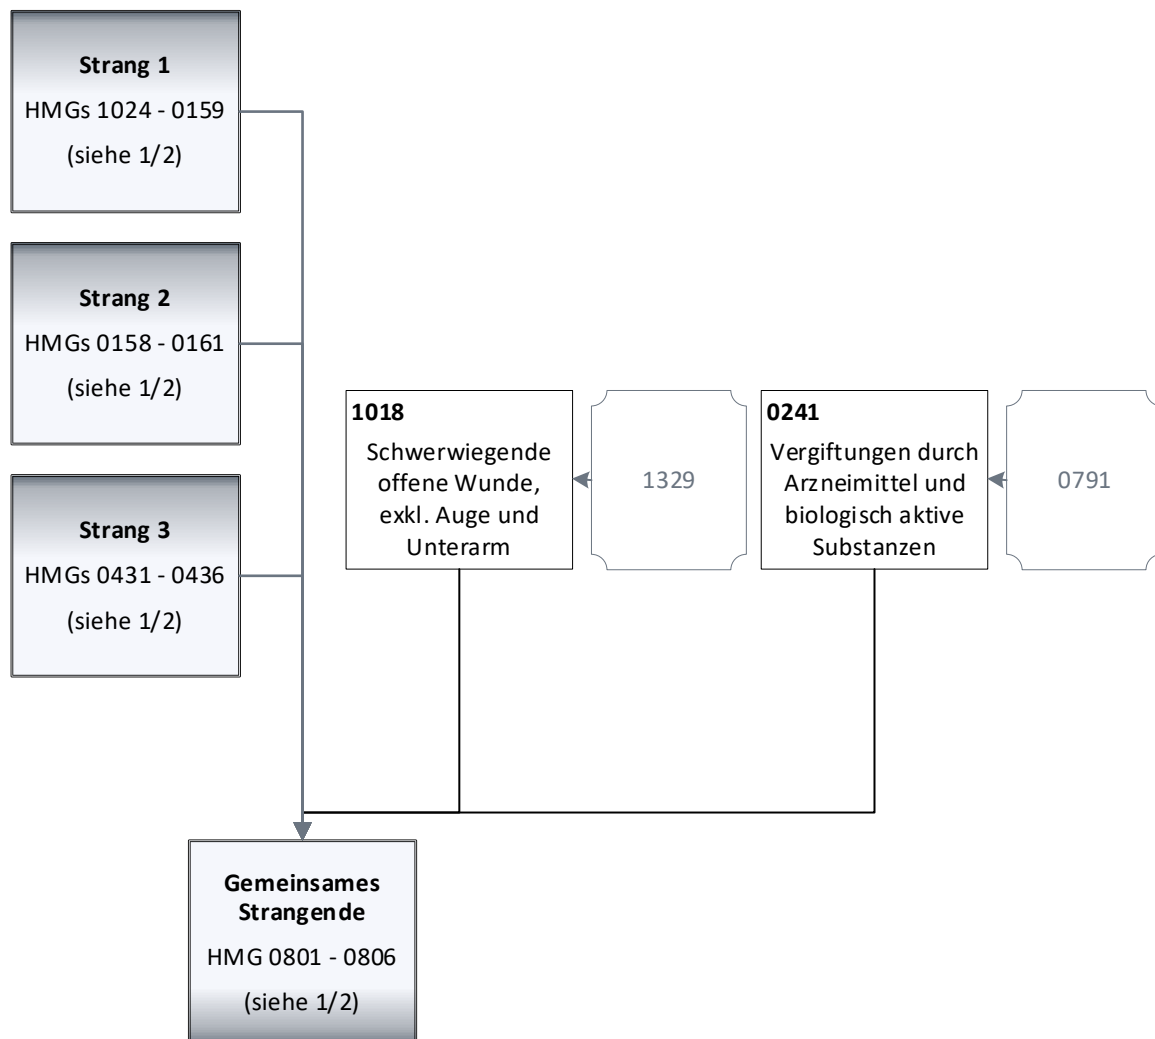 Strang 1
HMGs 1024 - 0159
(siehe 1/2)
Strang 2
HMGs 0158 - 0161
(siehe 1/2)
Strang 3
HMGs 0431 - 0436
(siehe 1/2)
1018
Schwerwiegende
offene Wunde,
exkl. Auge und
Unterarm
1329
0241
Vergiftungen durch
Arzneimittel und
biologisch aktive
Substanzen
0791
Gemeinsames
Strangende
HMG 0801 - 0806
(siehe 1/2)